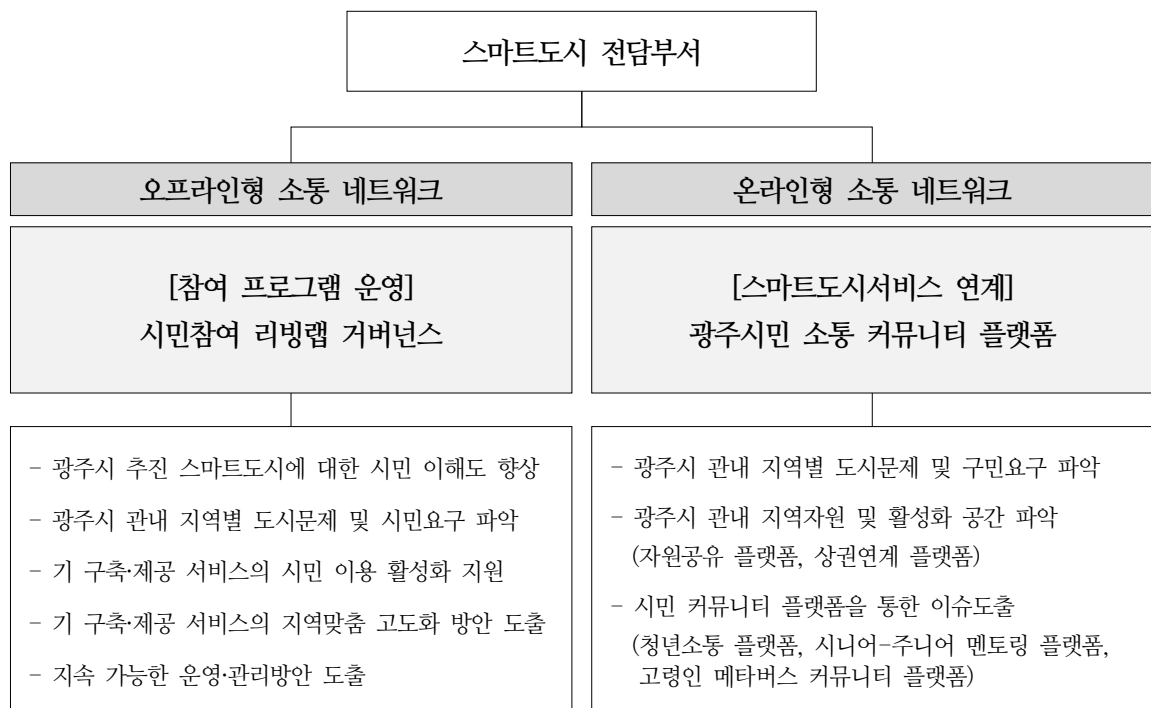 스마트도시 전담부서
오프라인형 소통 네트워크
[참여 프로그램 운영]
시민참여 리빙랩 거버넌스
- 광주시 추진 스마트도시에 대한 시민 이해도 향상
- 광주시 관내 지역별 도시문제 및 시민요구 파악
- 기 구축·제공 서비스의 시민 이용 활성화 지원
- 기 구축·제공 서비스의 지역맞춤 고도화 방안 도출
- 지속 가능한 운영·관리방안 도출
온라인형 소통 네트워크
[스마트도시서비스 연계]
광주시민 소통 커뮤니티 플랫폼
- 광주시 관내 지역별 도시문제 및 구민요구 파악
- 광주시 관내 지역자원 및 활성화 공간 파악
(자원공유 플랫폼, 상권연계 플랫폼)
- 시민 커뮤니티 플랫폼을 통한 이슈도출
(청년소통 플랫폼, 시니어-주니어 멘토링 플랫폼,
고령인 메타버스 커뮤니티 플랫폼)